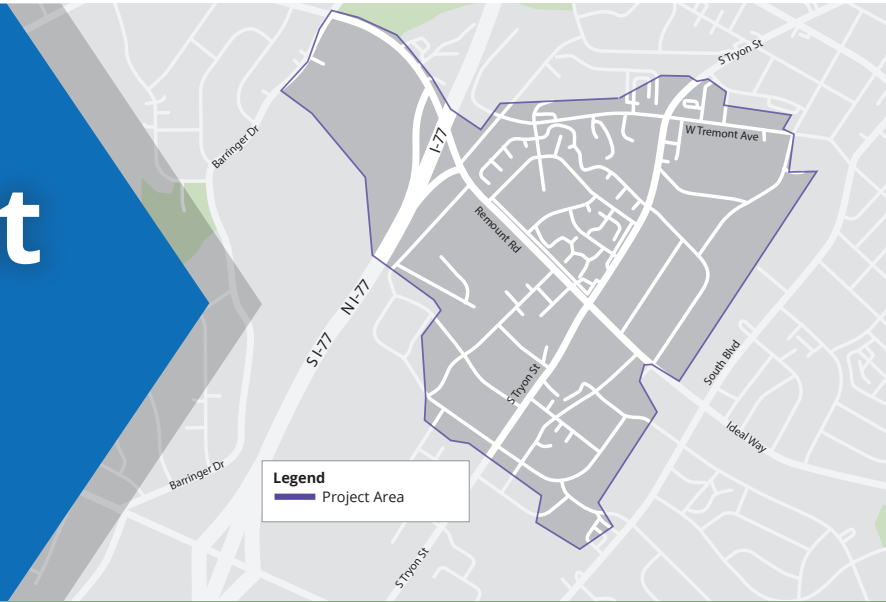 t
S Tryon St
W Tremont Ave
Barringer Dr
I-77
Remount Rd
N I-77
S I-77
South Blvd
S Tryon St
Ideal Way
Barringer Dr
Legend
Project Area
S Tryon St